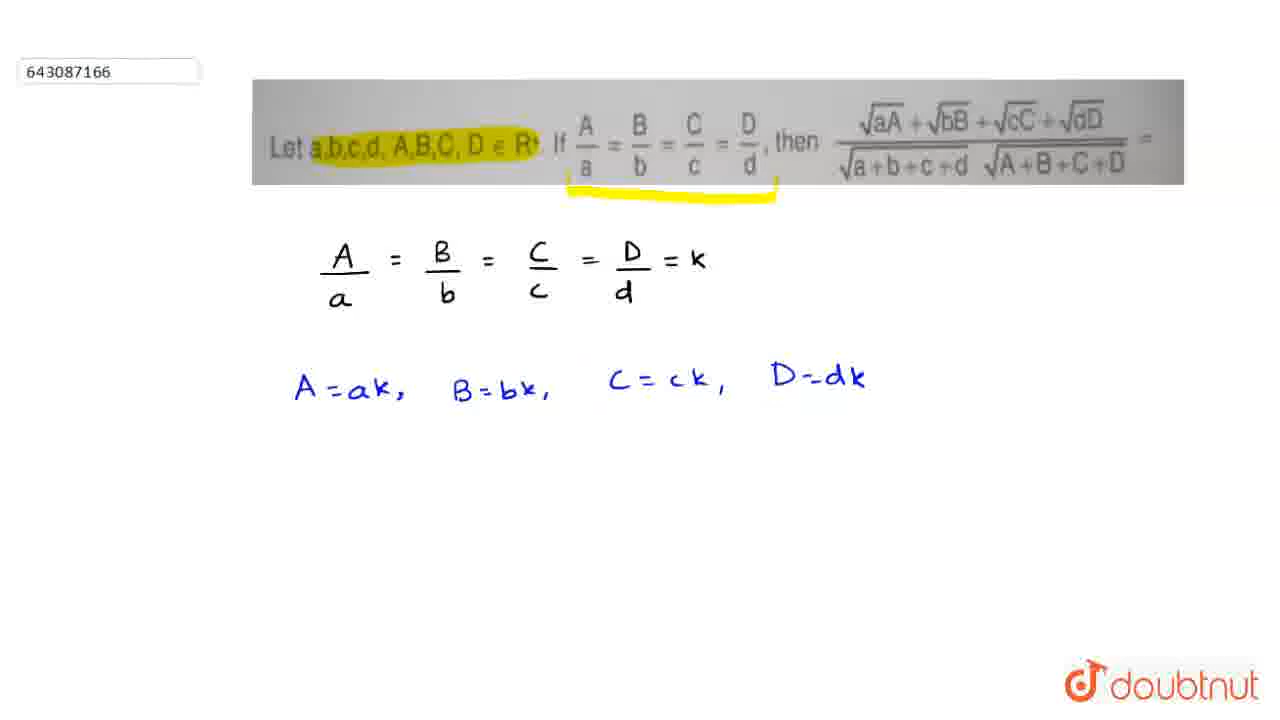 643087166
Let a,b,c,d, A,B,C, D ∈ R⁺. If A/a = B/b = C/c = D/d, then (√aA + √bB + √cC + √dD)/(√a+b+c+d √A+B+C+D) =
A/a = B/b = C/c = D/d = k
A = ak, B = bk, C = ck, D = dk
doubtnut